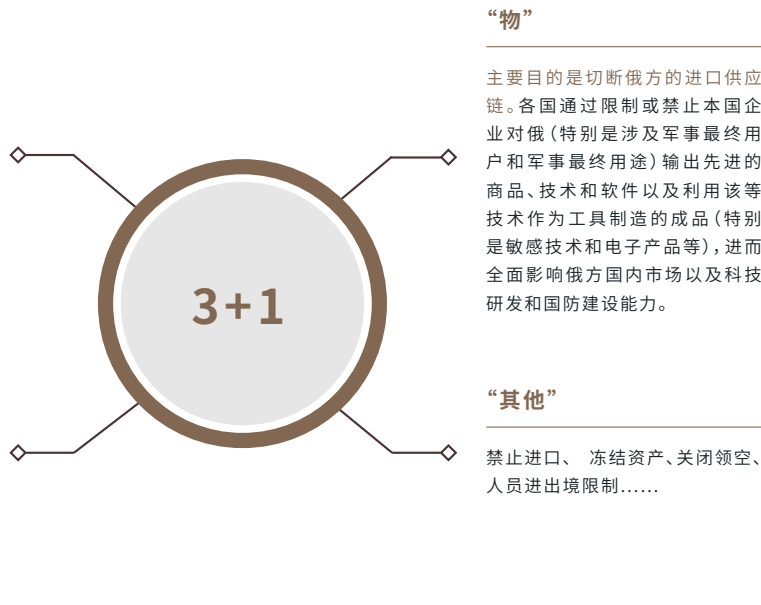 3+1
“物”
主要目的是切断俄方的进口供应
链。各国通过限制或禁止本国企
业对俄（特别是涉及军事最终用
户和军事最终用途）输出先进的
商品、技术和软件以及利用该等
技术作为工具制造的成品（特别
是敏感技术和电子产品等），进而
全面影响俄方国内市场以及科技
研发和国防建设能力。
“其他”
禁止进口、 冻结资产、关闭领空、
人员进出境限制......